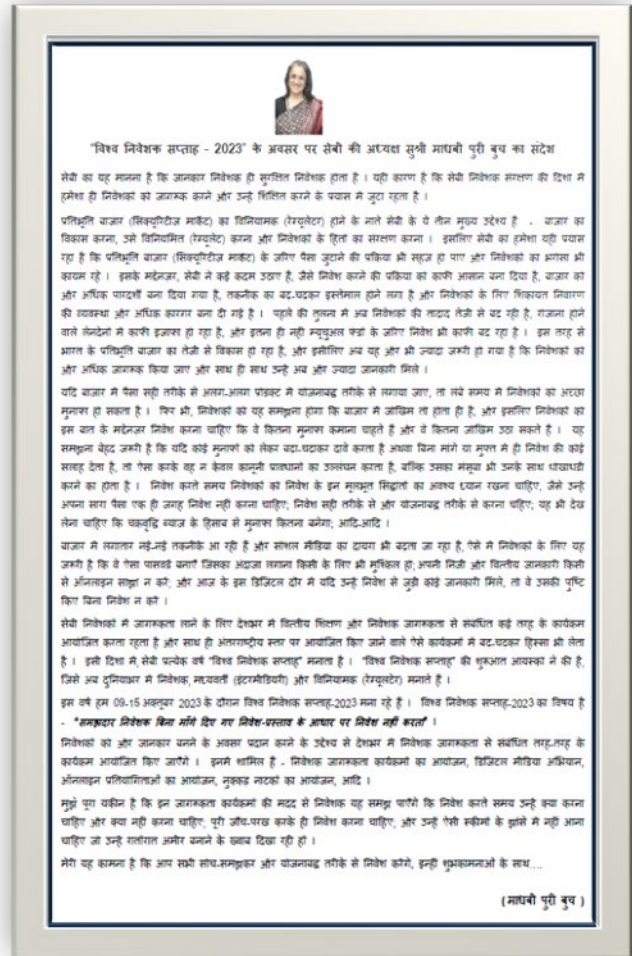 "विश्व निवेशक सप्ताह - 2023" के अवसर पर सेबी की अध्यक्ष सुश्री माधबी पुरी बुच का संदेश
सेबी का यह मानना है कि जानकार निवेशक ही सुरक्षित निवेशक होता है । यही कारण है कि सेबी निवेशक संरक्षण की दिशा में
हमेशा ही निवेशकों को जागरूक करने और उन्हें शिक्षित करने के प्रयास में जुटा रहता है ।
प्रतिभूति बाजार (सिक्यूरिटीज़ मार्केट) का विनियामक (रेग्यूलेटर) होने के नाते सेबी के ये तीन मुख्य उद्देश्य हैं - बाजार का
विकास करना, उसे विनियमित (रेग्यूलेट) करना और निवेशकों के हितों का संरक्षण करना । इसलिए सेबी का हमेशा यही प्रयास
रहा है कि प्रतिभूति बाजार (सिक्यूरिटीज़ मार्केट) के जरिए पैसा जुटाने की प्रक्रिया भी सहज हो पाए और निवेशकों का भरोसा भी
कायम रहे । इसके मद्देनजर, सेबी ने कई कदम उठाए हैं, जैसे निवेश करने की प्रक्रिया को काफी आसान बना दिया है, बाजार को
और अधिक पारदर्शी बना दिया गया है, तकनीक का बढ़-चढ़कर इस्तेमाल होने लगा है और निवेशकों के लिए शिकायत निवारण
की व्यवस्था और अधिक कारगर बना दी गई है । पहले की तुलना में अब निवेशकों की तादाद तेजी से बढ़ रही है, रोजाना होने
वाले लेनदेनों में काफी इजाफा हो रहा है, और इतना ही नहीं म्यूचुअल फंडों के जरिए निवेश भी काफी बढ़ रहा है । इस तरह से
भारत के प्रतिभूति बाजार का तेजी से विकास हो रहा है, और इसीलिए अब यह और भी ज्यादा जरूरी हो गया है कि निवेशकों को
और अधिक जागरूक किया जाए और साथ ही साथ उन्हें अब और ज्यादा जानकारी मिले ।
यदि बाजार में पैसा सही तरीके से अलग-अलग प्रोडक्ट में योजनाबद्ध तरीके से लगाया जाए, तो लंबे समय में निवेशकों को अच्छा
मुनाफा हो सकता है । फिर भी, निवेशकों को यह समझना होगा कि बाजार में जोखिम तो होता ही है, और इसलिए निवेशकों को
इस बात के मद्देनजर निवेश करना चाहिए कि वे कितना मुनाफा कमाना चाहते हैं और वे कितना जोखिम उठा सकते हैं । यह
समझना बेहद जरूरी है कि यदि कोई मुनाफे को लेकर बढ़ा-चढ़ाकर दावे करता है अथवा बिना मांगे या मुफ्त में ही निवेश की कोई
सलाह देता है, तो ऐसा करके वह न केवल कानूनी प्रावधानों का उल्लंघन करता है, बल्कि उसका मंसूबा भी उनके साथ धोखाधड़ी
करने का होता है । निवेश करते समय निवेशकों को निवेश के इन मूलभूत सिद्धांतों का अवश्य ध्यान रखना चाहिए, जैसे उन्हें
अपना सारा पैसा एक ही जगह निवेश नहीं करना चाहिए; निवेश सही तरीके से और योजनाबद्ध तरीके से करना चहिए; यह भी देख
लेना चाहिए कि चक्रवृद्धि ब्याज के हिसाब से मुनाफा कितना बनेगा; आदि-आदि ।
बाजार में लगातार नई-नई तकनीकें आ रही हैं और सोशल मीडिया का दायरा भी बढ़ता जा रहा है, ऐसे में निवेशकों के लिए यह
जरूरी है कि वे ऐसा पासवर्ड बनाएँ जिसका अंदाजा लगाना किसी के लिए भी मुश्किल हो; अपनी निजी और वित्तीय जानकारी किसी
से ऑनलाइन साझा न करें; और आज के इस डिजिटल दौर में यदि उन्हें निवेश से जुड़ी कोई जानकारी मिले, तो वे उसकी पुष्टि
किए बिना निवेश न करें ।
सेबी निवेशकों में जागरूकता लाने के लिए देशभर में वित्तीय शिक्षण और निवेशक जागरूकता से संबंधित कई तरह के कार्यक्रम
आयोजित करता रहता है और साथ ही अंतरराष्ट्रीय स्तर पर आयोजित किए जाने वाले ऐसे कार्यक्रमों में बढ़-चढ़कर हिस्सा भी लेता
है । इसी दिशा में, सेबी प्रत्येक वर्ष "विश्व निवेशक सप्ताह" मनाता है । "विश्व निवेशक सप्ताह" की शुरूआत आयस्को ने की है,
जिसे अब दुनियाभर में निवेशक, मध्यवर्ती (इंटरमीडियरी) और विनियामक (रेग्यूलेटर) मनाते हैं ।
इस वर्ष हम 09-15 अक्तूबर 2023 के दौरान विश्व निवेशक सप्ताह-2023 मना रहे हैं । विश्व निवेशक सप्ताह-2023 का विषय है
- "समझदार निवेशक बिना माँगे दिए गए निवेश-प्रस्ताव के आधार पर निवेश नहीं करता" ।
निवेशकों को और जानकार बनने के अवसर प्रदान करने के उद्देश्य से देशभर में निवेशक जागरूकता से संबंधित तरह-तरह के
कार्यक्रम आयोजित किए जाएँगे । इनमें शामिल हैं - निवेशक जागरूकता कार्यक्रमों का आयोजन, डिजिटल मीडिया अभियान,
ऑनलाइन प्रतियोगिताओं का आयोजन, नुक्कड़ नाटकों का आयोजन, आदि ।
मुझे पूरा यकीन है कि इन जागरूकता कार्यक्रमों की मदद से निवेशक यह समझ पाएँगे कि निवेश करते समय उन्हें क्या करना
चाहिए और क्या नहीं करना चाहिए; पूरी जाँच-परख करके ही निवेश करना चाहिए; और उन्हें ऐसी स्कीमों के झाँसे में नहीं आना
चाहिए जो उन्हें रातोंरात अमीर बनाने के ख्वाब दिखा रही हों ।
मेरी यह कामना है कि आप सभी सोच-समझकर और योजनाबद्ध तरीके से निवेश करेंगे, इन्हीं शुभकामनाओं के साथ....
(माधबी पुरी बुच )